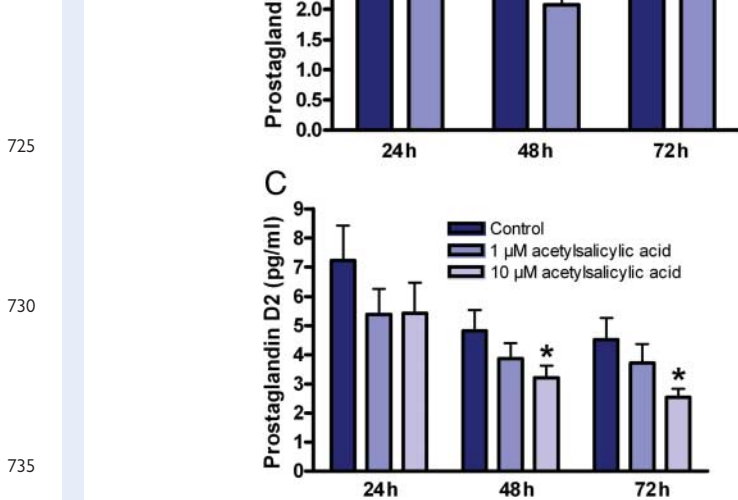 2.0
1.5
1.0
0.5
0.0
Prostagland
24h 48h 72h
725
C
9
8
7
6
5
4
3
2
1
0
Prostaglandin D2 (pg/ml)
Control
1 µM acetylsalicylic acid
10 µM acetylsalicylic acid
* *
24h 48h 72h
730
735